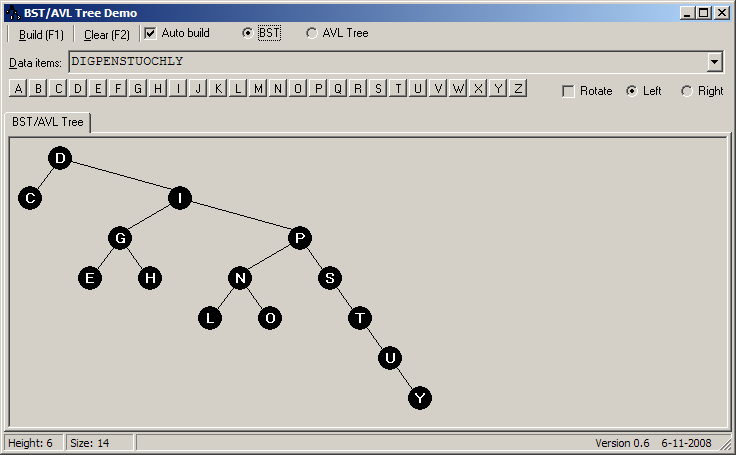 BST/AVL Tree Demo
Build (F1) Clear (F2) Auto build BST AVL Tree
Data items: DIGPENSTUOCHLY
A B C D E F G H I J K L M N O P Q R S T U V W X Y Z Rotate Left Right
BST/AVL Tree
D
C I
G P
E H N S
L O T
U
Y
Height: 6 Size: 14 Version 0.6 6-11-2008